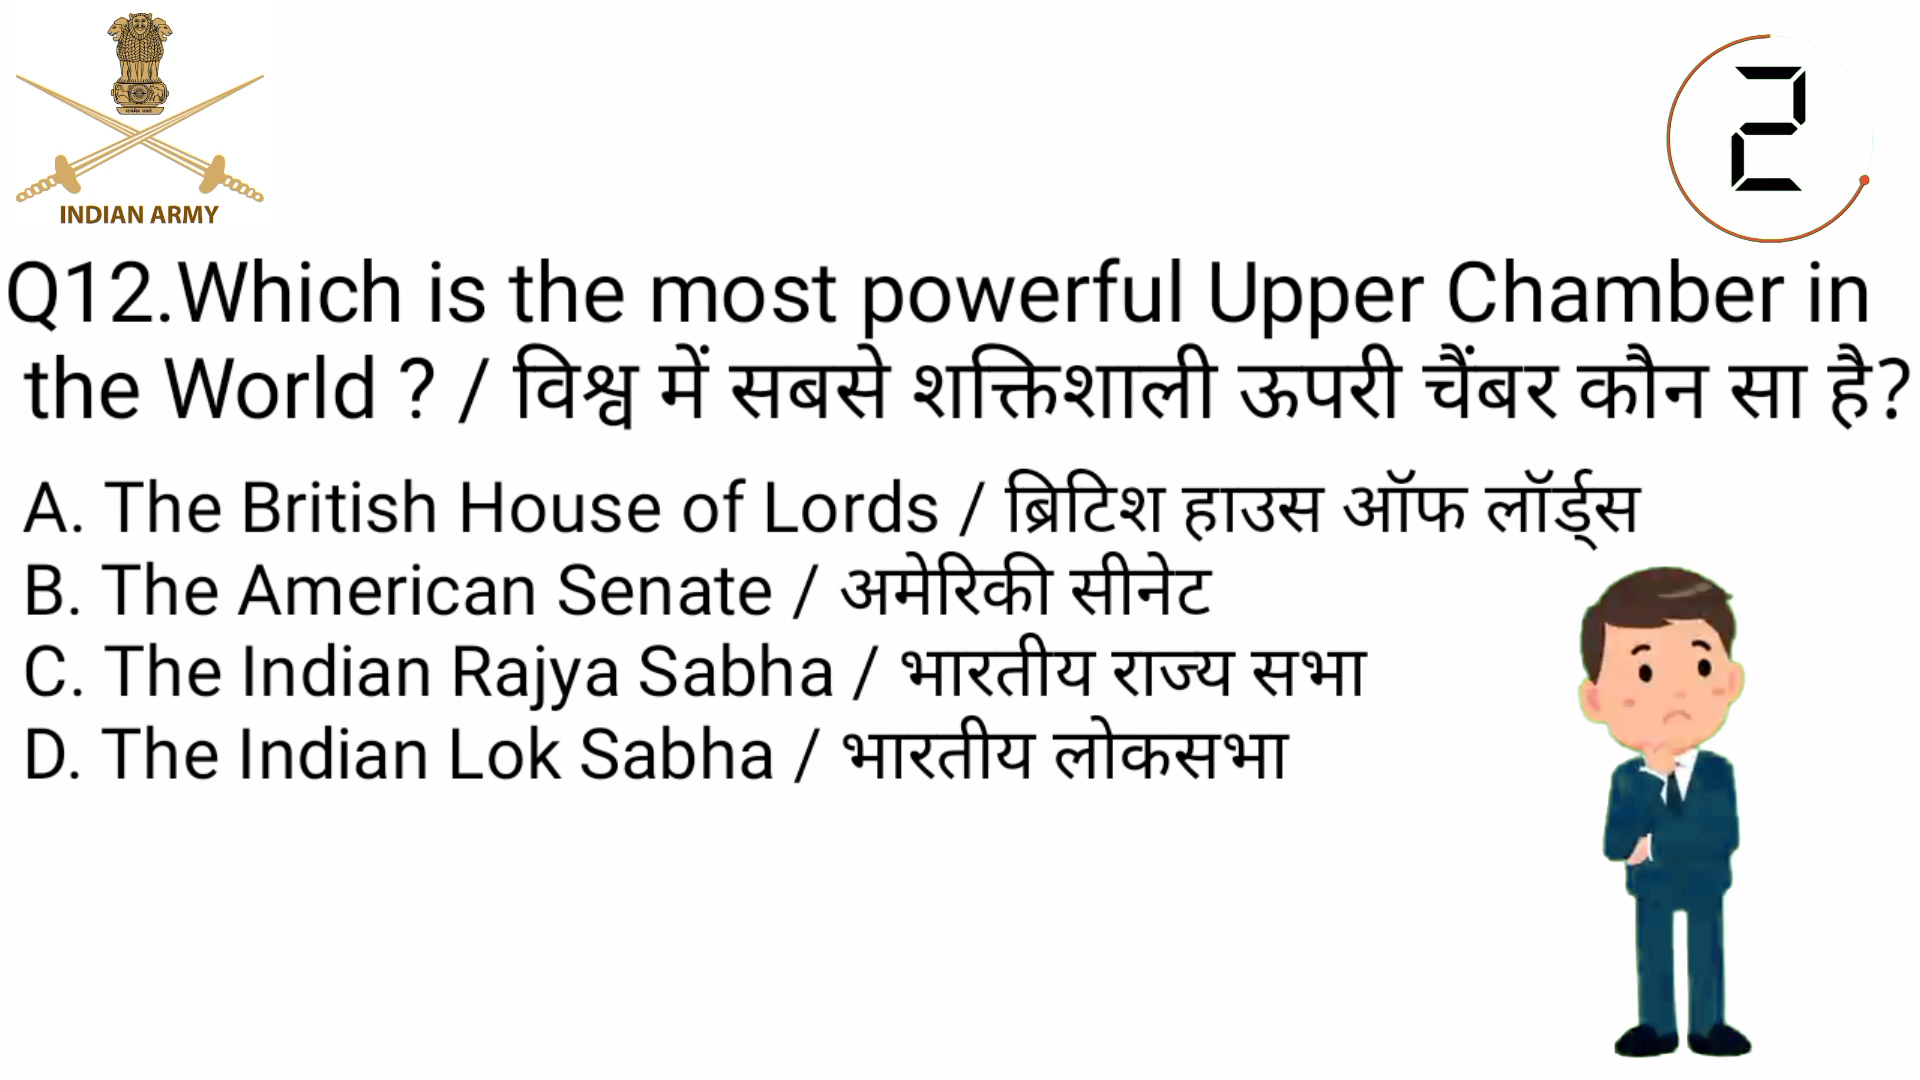 INDIAN ARMY
2
Q12.Which is the most powerful Upper Chamber in
the World ? / विश्व में सबसे शक्तिशाली ऊपरी चैंबर कौन सा है?
A. The British House of Lords / ब्रिटिश हाउस ऑफ लॉर्ड्स
B. The American Senate / अमेरिकी सीनेट
C. The Indian Rajya Sabha / भारतीय राज्य सभा
D. The Indian Lok Sabha / भारतीय लोकसभा